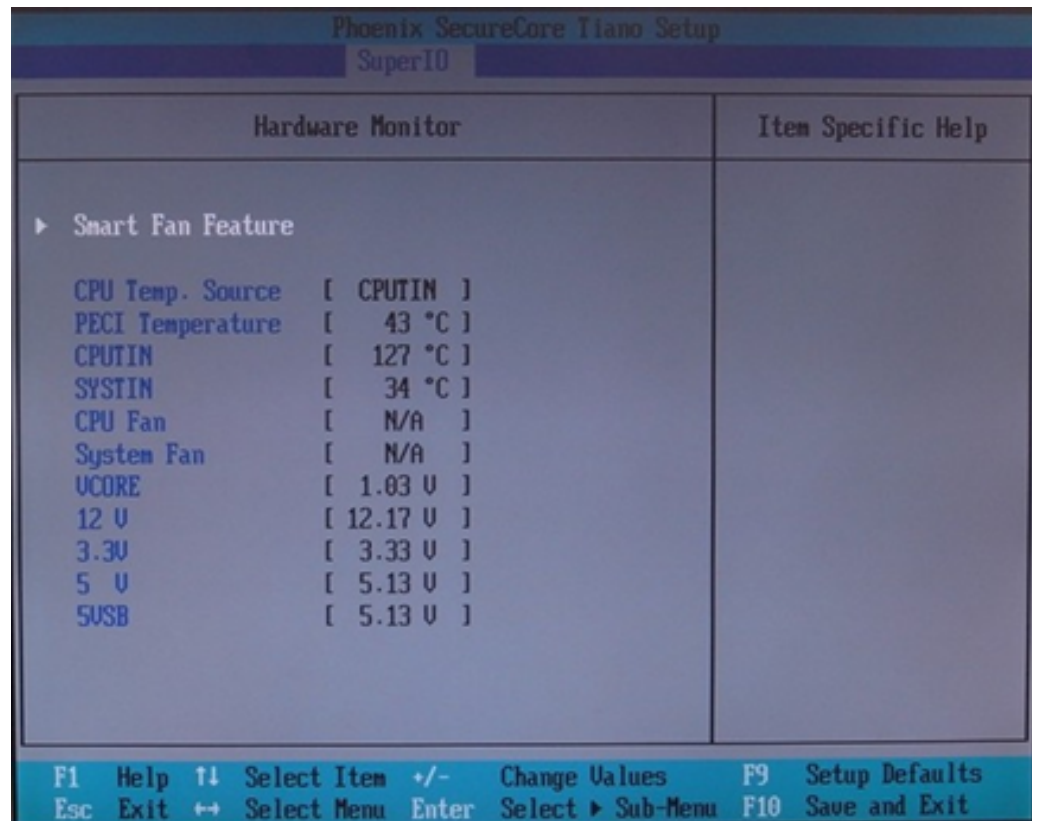 Phoenix SecureCore Tiano Setup
SuperIO
Hardware Monitor
Item Specific Help
▶ Smart Fan Feature
CPU Temp. Source [ CPUTIN ]
PECI Temperature [ 43 °C ]
CPUTIN [ 127 °C ]
SYSTIN [ 34 °C ]
CPU Fan [ N/A ]
System Fan [ N/A ]
VCORE [ 1.03 V ]
12 V [ 12.17 V ]
3.3V [ 3.33 V ]
5 V [ 5.13 V ]
5VSB [ 5.13 V ]
F1 Help ↑↓ Select Item +/- Change Values F9 Setup Defaults
Esc Exit ↔ Select Menu Enter Select ▶ Sub-Menu F10 Save and Exit